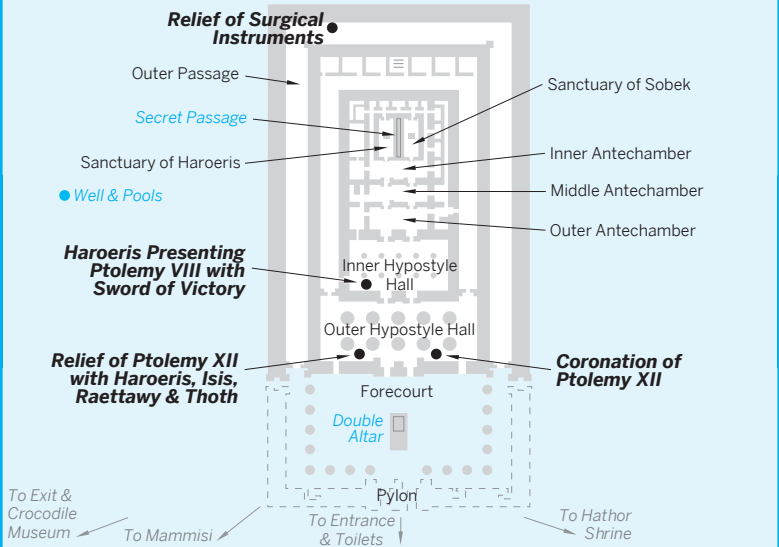 Relief of Surgical
Instruments
Outer Passage
Sanctuary of Sobek
Secret Passage
Inner Antechamber
Sanctuary of Haroeris
Middle Antechamber
Well & Pools
Outer Antechamber
Haroeris Presenting
Ptolemy VIII with
Sword of Victory
Inner Hypostyle
Hall
Outer Hypostyle Hall
Relief of Ptolemy XII
with Haroeris, Isis,
Raettawy & Thoth
Coronation of
Ptolemy XII
Forecourt
Double
Altar
Pylon
To Exit &
Crocodile
Museum
To Mammisi
To Entrance
& Toilets
To Hathor
Shrine